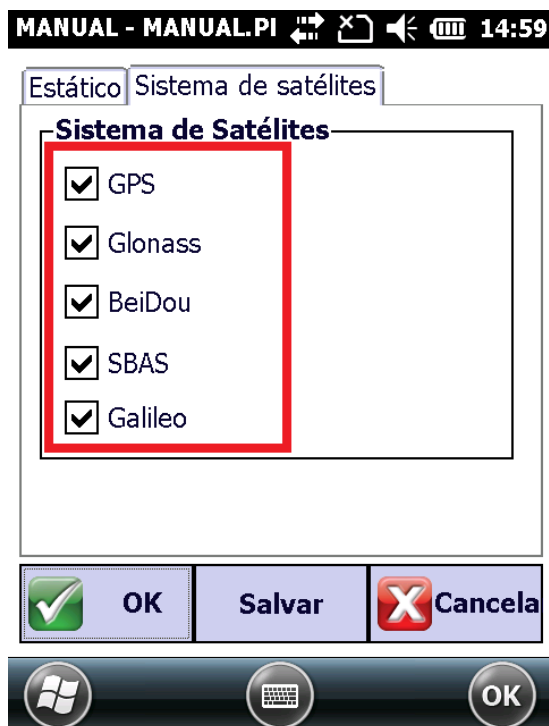 MANUAL - MANUAL.PI 14:59
Estático Sistema de satélites
Sistema de Satélites
GPS
Glonass
BeiDou
SBAS
Galileo
OK Salvar Cancela
OK